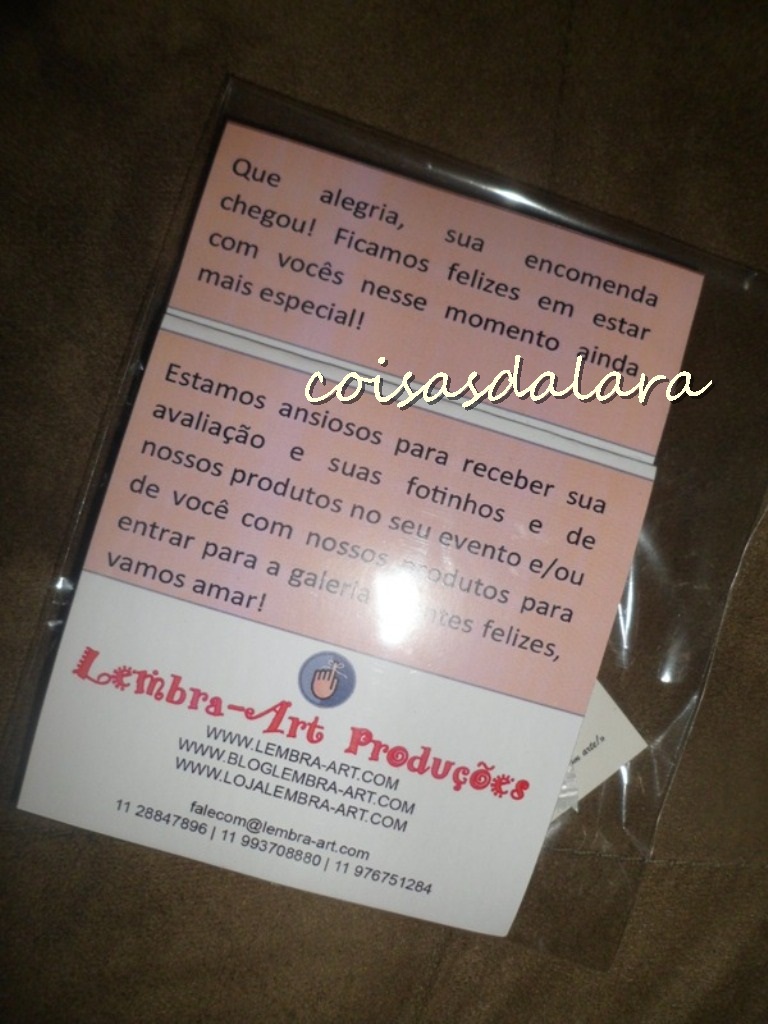 Que alegria, sua encomenda
chegou! Ficamos felizes em estar
com vocês nesse momento ainda
mais especial!
coisasdalara
Estamos ansiosos para receber sua
avaliação e suas fotinhos e de
nossos produtos no seu evento e/ou
de você com nossos produtos para
entrar para a galeria felizes,
vamos amar!
Lembra-Art Produções
WWW.LEMBRA-ART.COM
WWW.BLOGLEMBRA-ART.COM
WWW.LOJALEMBRA-ART.COM
falecom@lembra-art.com
11 28847896 | 11 993708880 | 11 976751284